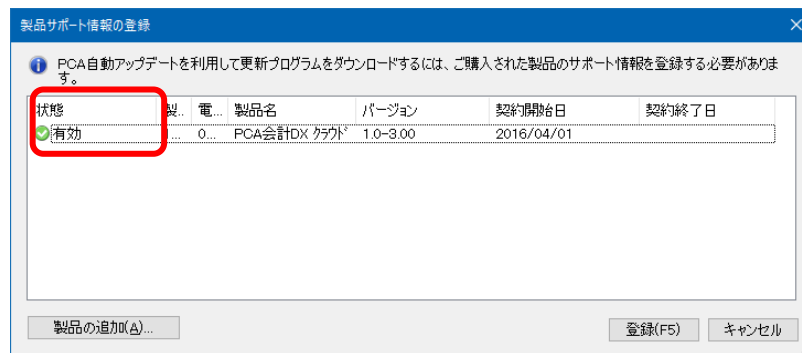 製品サポート情報の登録
PCA自動アップデートを利用して更新プログラムをダウンロードするには、ご購入された製品のサポート情報を登録する必要がありま
す。
状態 製.. 電... 製品名 バージョン 契約開始日 契約終了日
有効 1... 0... PCA会計DX クラウド 1.0-3.00 2016/04/01
製品の追加(A)... 登録(F5) キャンセル